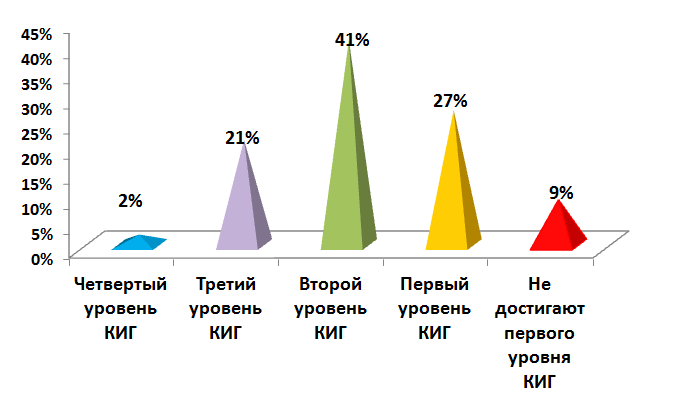 45%
40%
35%
30%
25%
20%
15%
10%
5%
0%
2%
21%
41%
27%
9%
Четвертый
уровень
КИГ
Третий
уровень
КИГ
Второй
уровень
КИГ
Первый
уровень
КИГ
Не
достигают
первого
уровня
КИГ